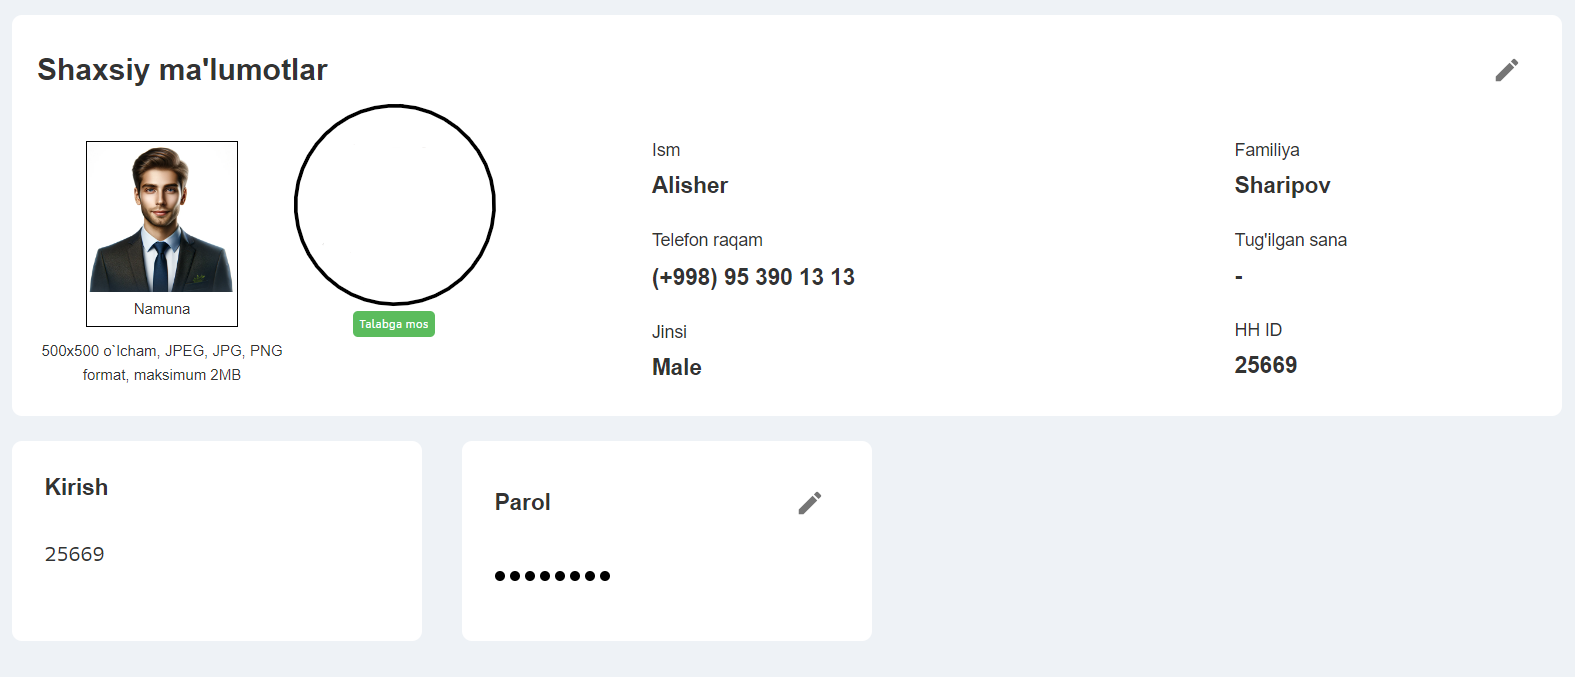 Shaxsiy ma'lumotlar
Namuna
500x500 o`lcham, JPEG, JPG, PNG
format, maksimum 2MB
Talabga mos
Ism
Alisher
Familiya
Sharipov
Telefon raqam
(+998) 95 390 13 13
Tug'ilgan sana
-
Jinsi
Male
HH ID
25669
Kirish
25669
Parol
••••••••